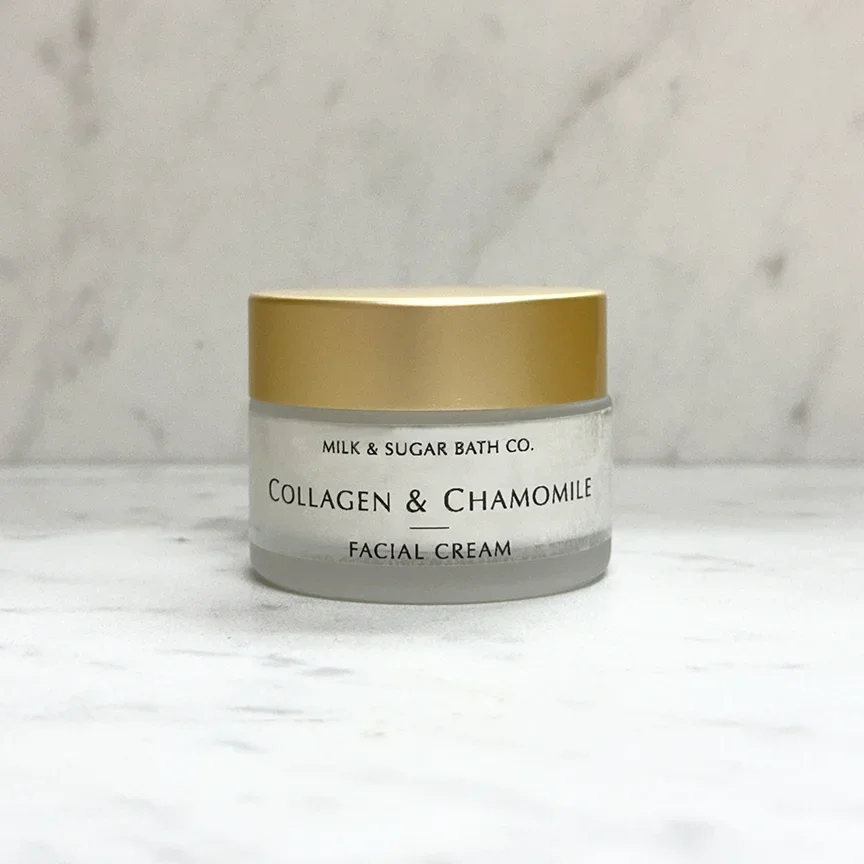 MILK & SUGAR BATH CO.
COLLAGEN & CHAMOMILE
FACIAL CREAM